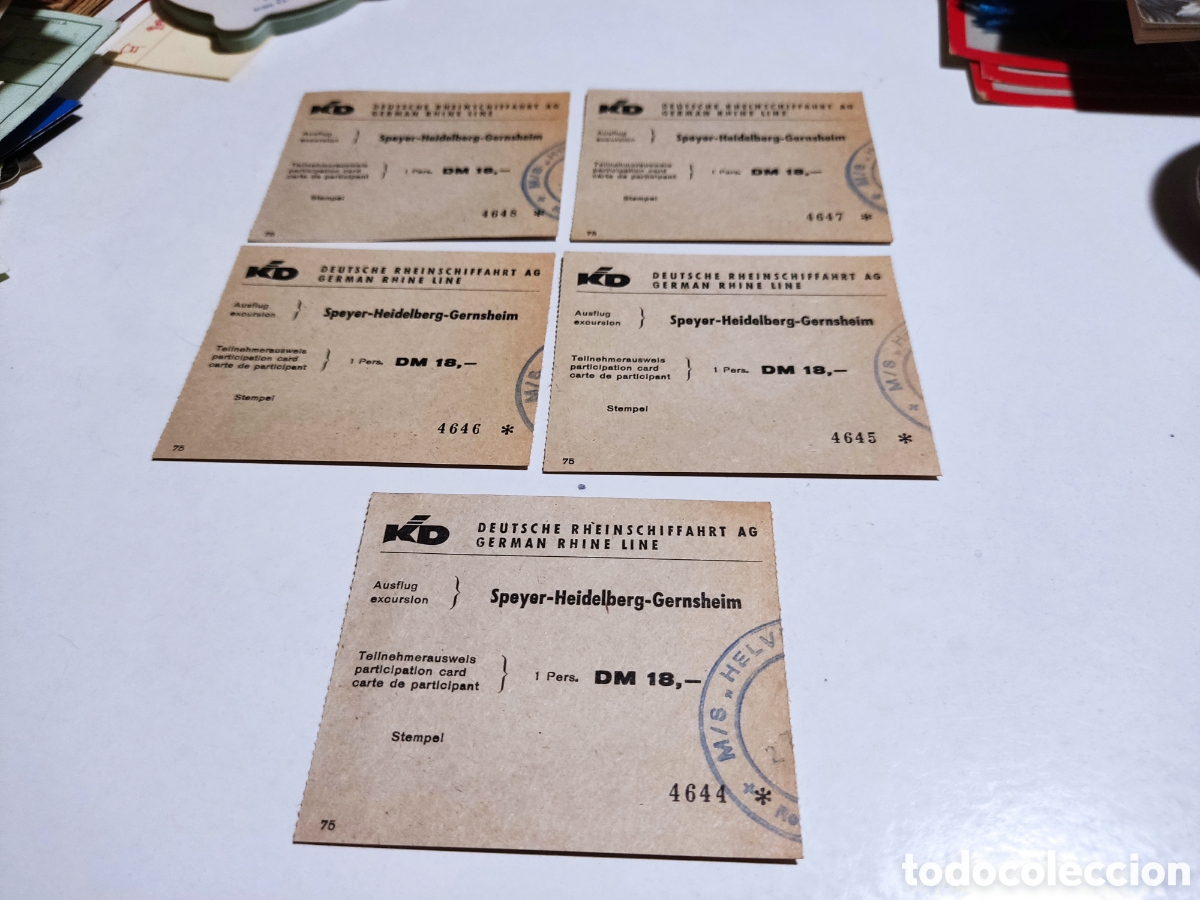 KD DEUTSCHE RHEINSCHIFFAHRT AG
GERMAN RHINE LINE
Ausflug
excursion
Speyer-Heidelberg-Gernsheim
Teilnehmerausweis
participation card
carte de participant
1 Pers. DM 18,—
Stempel
4648 *
75
M/S „HE
KD DEUTSCHE RHEINSCHIFFAHRT AG
GERMAN RHINE LINE
Ausflug
excursion
Speyer-Heidelberg-Gernsheim
Teilnehmerausweis
participation card
carte de participant
1 Pers. DM 18,—
Stempel
4647 *
75
M/S „H
KD DEUTSCHE RHEINSCHIFFAHRT AG
GERMAN RHINE LINE
Ausflug
excursion
Speyer-Heidelberg-Gernsheim
Teilnehmerausweis
participation card
carte de participant
1 Pers. DM 18,—
Stempel
4646 *
75
M/S
KD DEUTSCHE RHEINSCHIFFAHRT AG
GERMAN RHINE LINE
Ausflug
excursion
Speyer-Heidelberg-Gernsheim
Teilnehmerausweis
participation card
carte de participant
1 Pers. DM 18,—
Stempel
4645 *
75
M/S „H
KD DEUTSCHE RHEINSCHIFFAHRT AG
GERMAN RHINE LINE
Ausflug
excursion
Speyer-Heidelberg-Gernsheim
Teilnehmerausweis
participation card
carte de participant
1 Pers. DM 18,—
Stempel
4644 *
75
M/S „HELV
todocoleccion